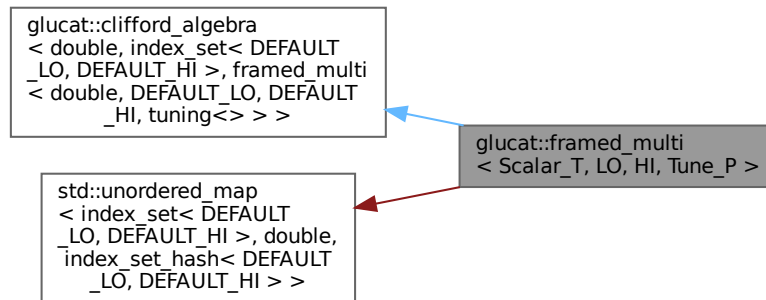 glucat::clifford_algebra
< double, index_set< DEFAULT
_LO, DEFAULT_HI >, framed_multi
< double, DEFAULT_LO, DEFAULT
_HI, tuning<> > >
glucat::framed_multi
< Scalar_T, LO, HI, Tune_P >
std::unordered_map
< index_set< DEFAULT
_LO, DEFAULT_HI >, double,
index_set_hash< DEFAULT
_LO, DEFAULT_HI > >